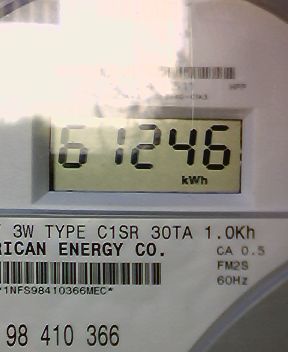 61246
kWh
3W TYPE C1SR 30TA 1.0Kh
RICAN ENERGY CO.
CA 0.5
FM2S
60Hz
*1NFS98410366MEC*
98 410 366